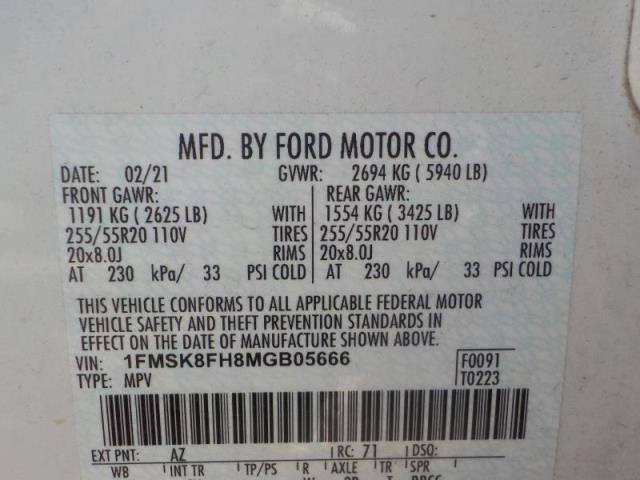 MFD. BY FORD MOTOR CO.
DATE: 02/21 GVWR: 2694 KG ( 5940 LB)
FRONT GAWR: REAR GAWR:
1191 KG ( 2625 LB) WITH 1554 KG ( 3425 LB) WITH
255/55R20 110V TIRES 255/55R20 110V TIRES
20x8.0J RIMS 20x8.0J RIMS
AT 230 kPa/ 33 PSI COLD AT 230 kPa/ 33 PSI COLD
THIS VEHICLE CONFORMS TO ALL APPLICABLE FEDERAL MOTOR
VEHICLE SAFETY AND THEFT PREVENTION STANDARDS IN
EFFECT ON THE DATE OF MANUFACTURE SHOWN ABOVE.
VIN: 1FMSK8FH8MGB05666 F0091
TYPE: MPV T0223
EXT PNT: AZ RC: 71 DSO:
WB INT TR TP/PS R AXLE TR SPR